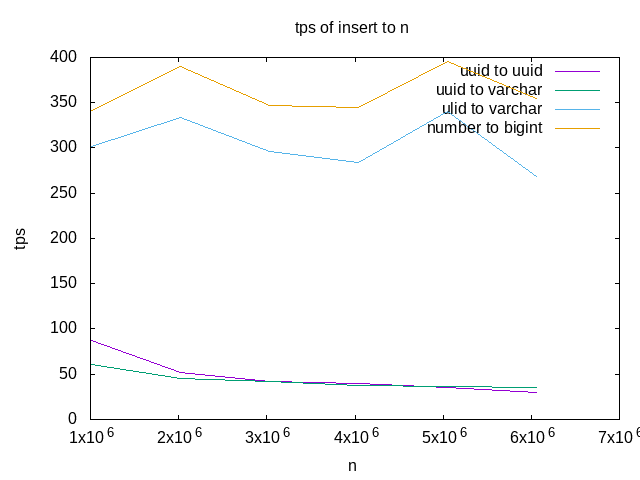 tps of insert to n
400
350
300
250
200
150
100
50
0
tps
uuid to uuid
uuid to varchar
ulid to varchar
number to bigint
1x10^6 2x10^6 3x10^6 4x10^6 5x10^6 6x10^6 7x10^6
n